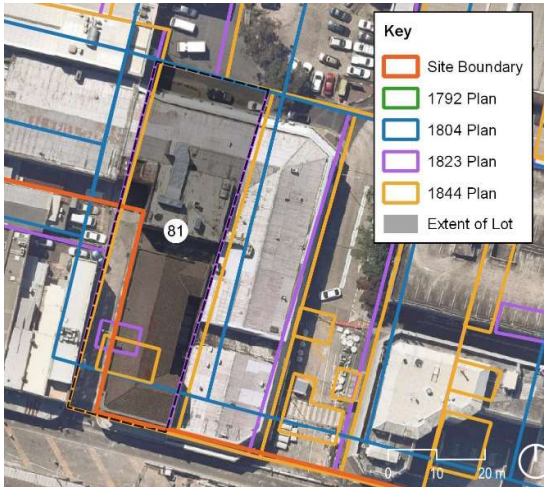 Key
Site Boundary
1792 Plan
1804 Plan
1823 Plan
1844 Plan
Extent of Lot
81
0 10 20 m